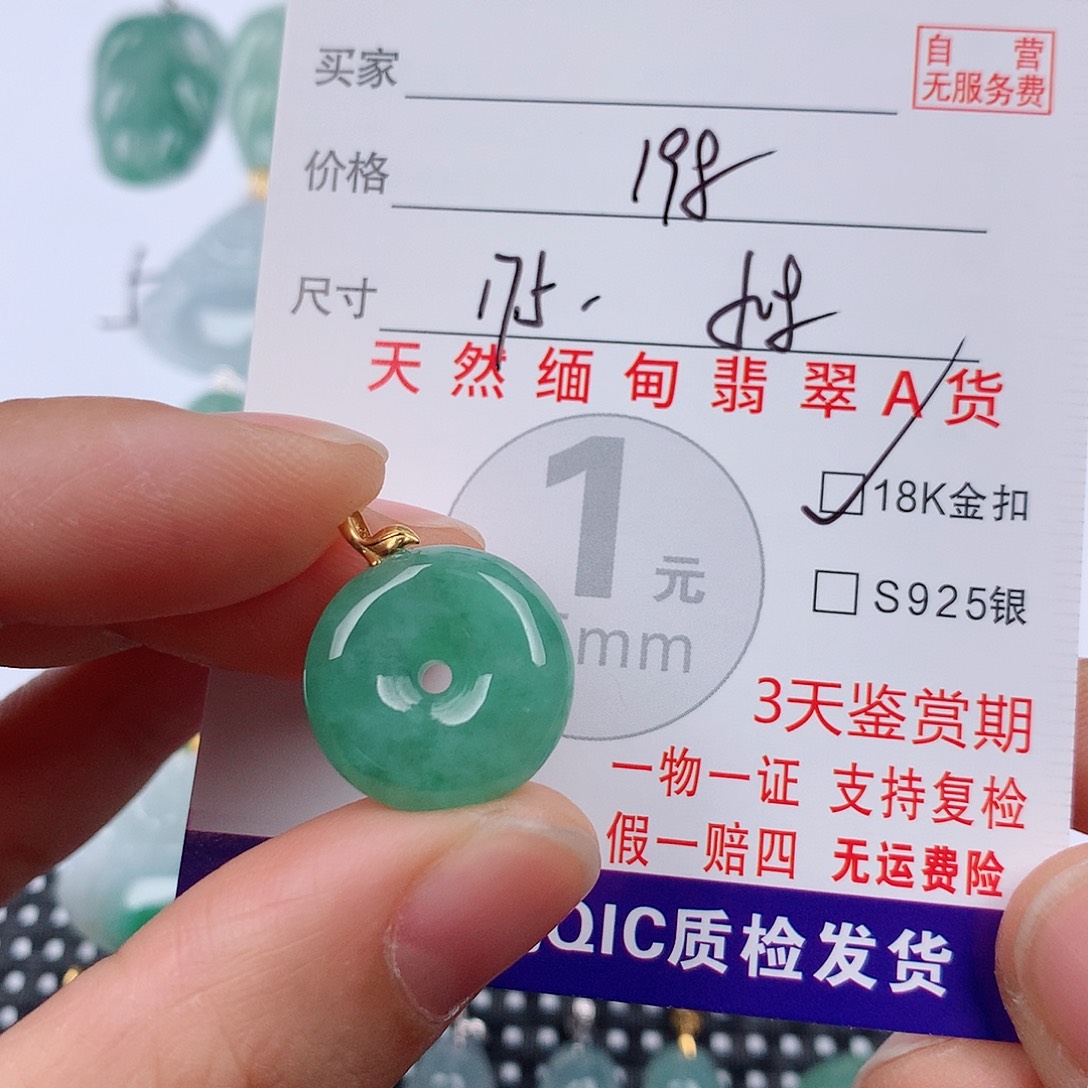 自营
无服务费
买家
价格 198
尺寸 175.
天然缅甸翡翠A货
1元
mm
18K金扣
S925银
3天鉴赏期
一物一证 支持复检
假一赔四 无运费险
QIC质检发货